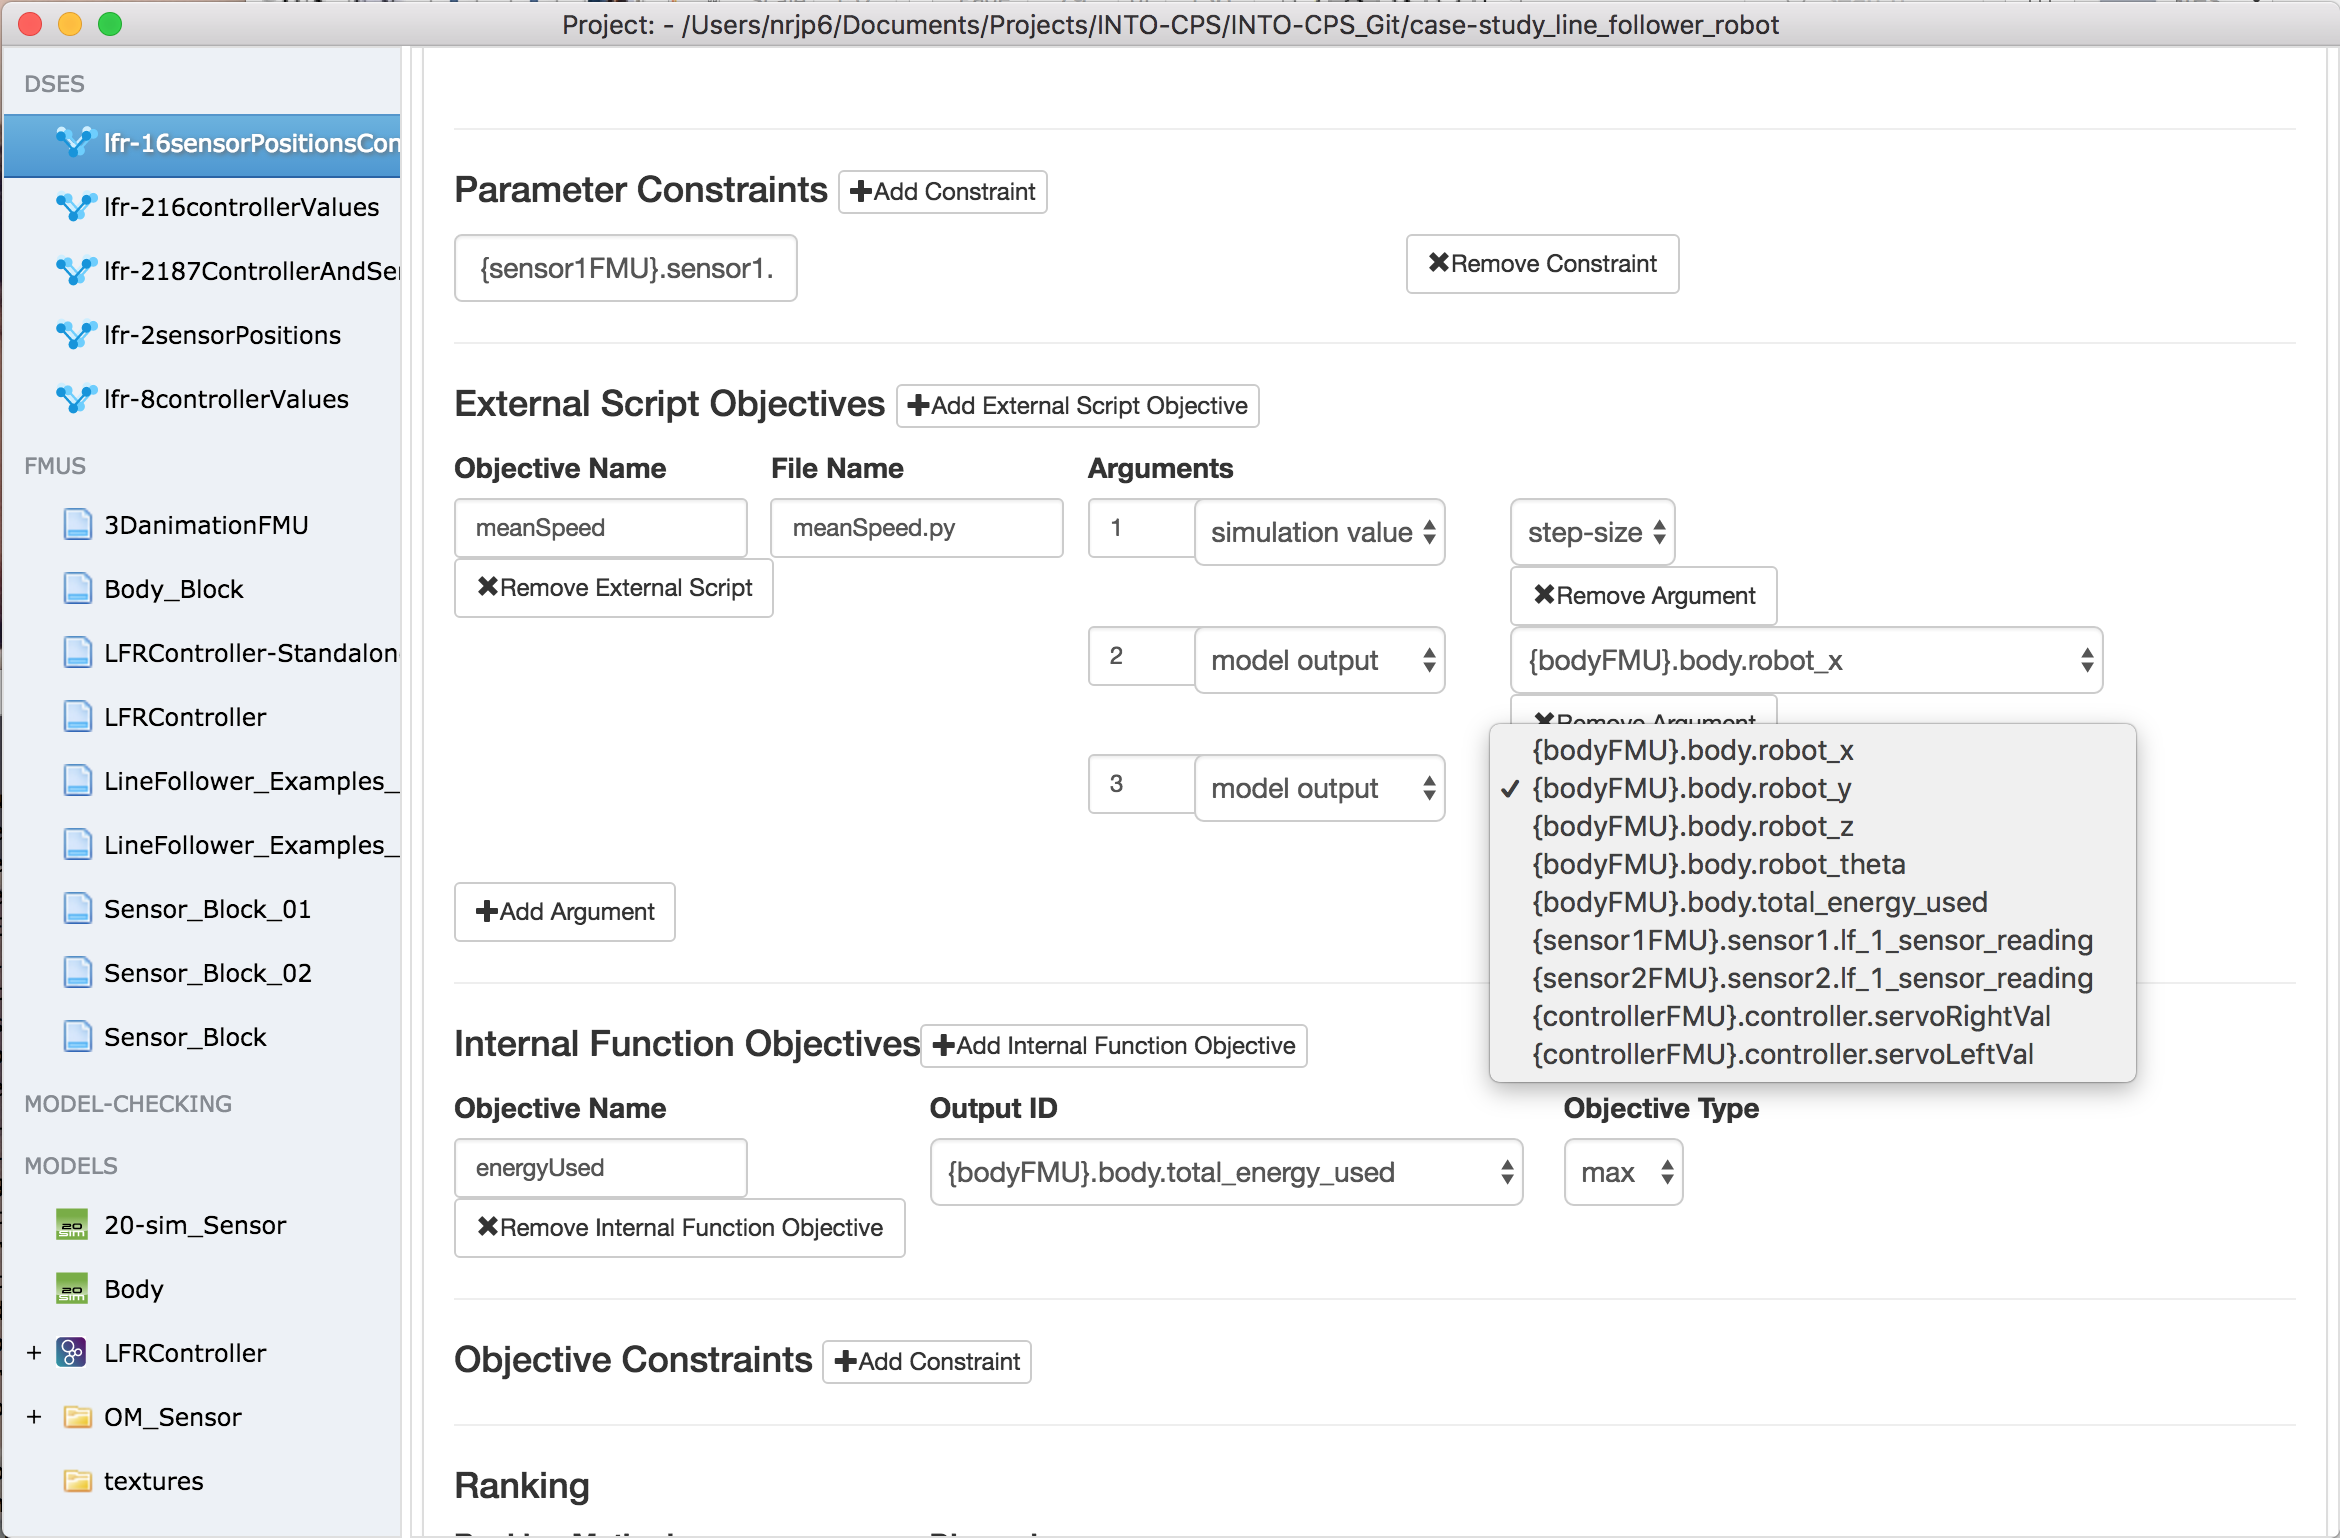 Project: - /Users/nrjp6/Documents/Projects/INTO-CPS/INTO-CPS_Git/case-study_line_follower_robot
DSES
lfr-16sensorPositionsCon
lfr-216controllerValues
lfr-2187ControllerAndSe
lfr-2sensorPositions
lfr-8controllerValues
FMUS
3DanimationFMU
Body_Block
LFRController-Standalon
LFRController
LineFollower_Examples_
LineFollower_Examples_
Sensor_Block_01
Sensor_Block_02
Sensor_Block
MODEL-CHECKING
MODELS
20-sim_Sensor
Body
+ LFRController
+ OM_Sensor
textures
Parameter Constraints +Add Constraint
{sensor1FMU}.sensor1. ✖Remove Constraint
External Script Objectives +Add External Script Objective
Objective Name File Name Arguments
meanSpeed meanSpeed.py 1 simulation value step-size
✖Remove External Script ✖Remove Argument
2 model output {bodyFMU}.body.robot_x
✖Remove Argument
3 model output
{bodyFMU}.body.robot_x
✓ {bodyFMU}.body.robot_y
{bodyFMU}.body.robot_z
{bodyFMU}.body.robot_theta
{bodyFMU}.body.total_energy_used
{sensor1FMU}.sensor1.lf_1_sensor_reading
{sensor2FMU}.sensor2.lf_1_sensor_reading
{controllerFMU}.controller.servoRightVal
{controllerFMU}.controller.servoLeftVal
+Add Argument
Internal Function Objectives +Add Internal Function Objective
Objective Name Output ID Objective Type
energyUsed {bodyFMU}.body.total_energy_used max
✖Remove Internal Function Objective
Objective Constraints +Add Constraint
Ranking